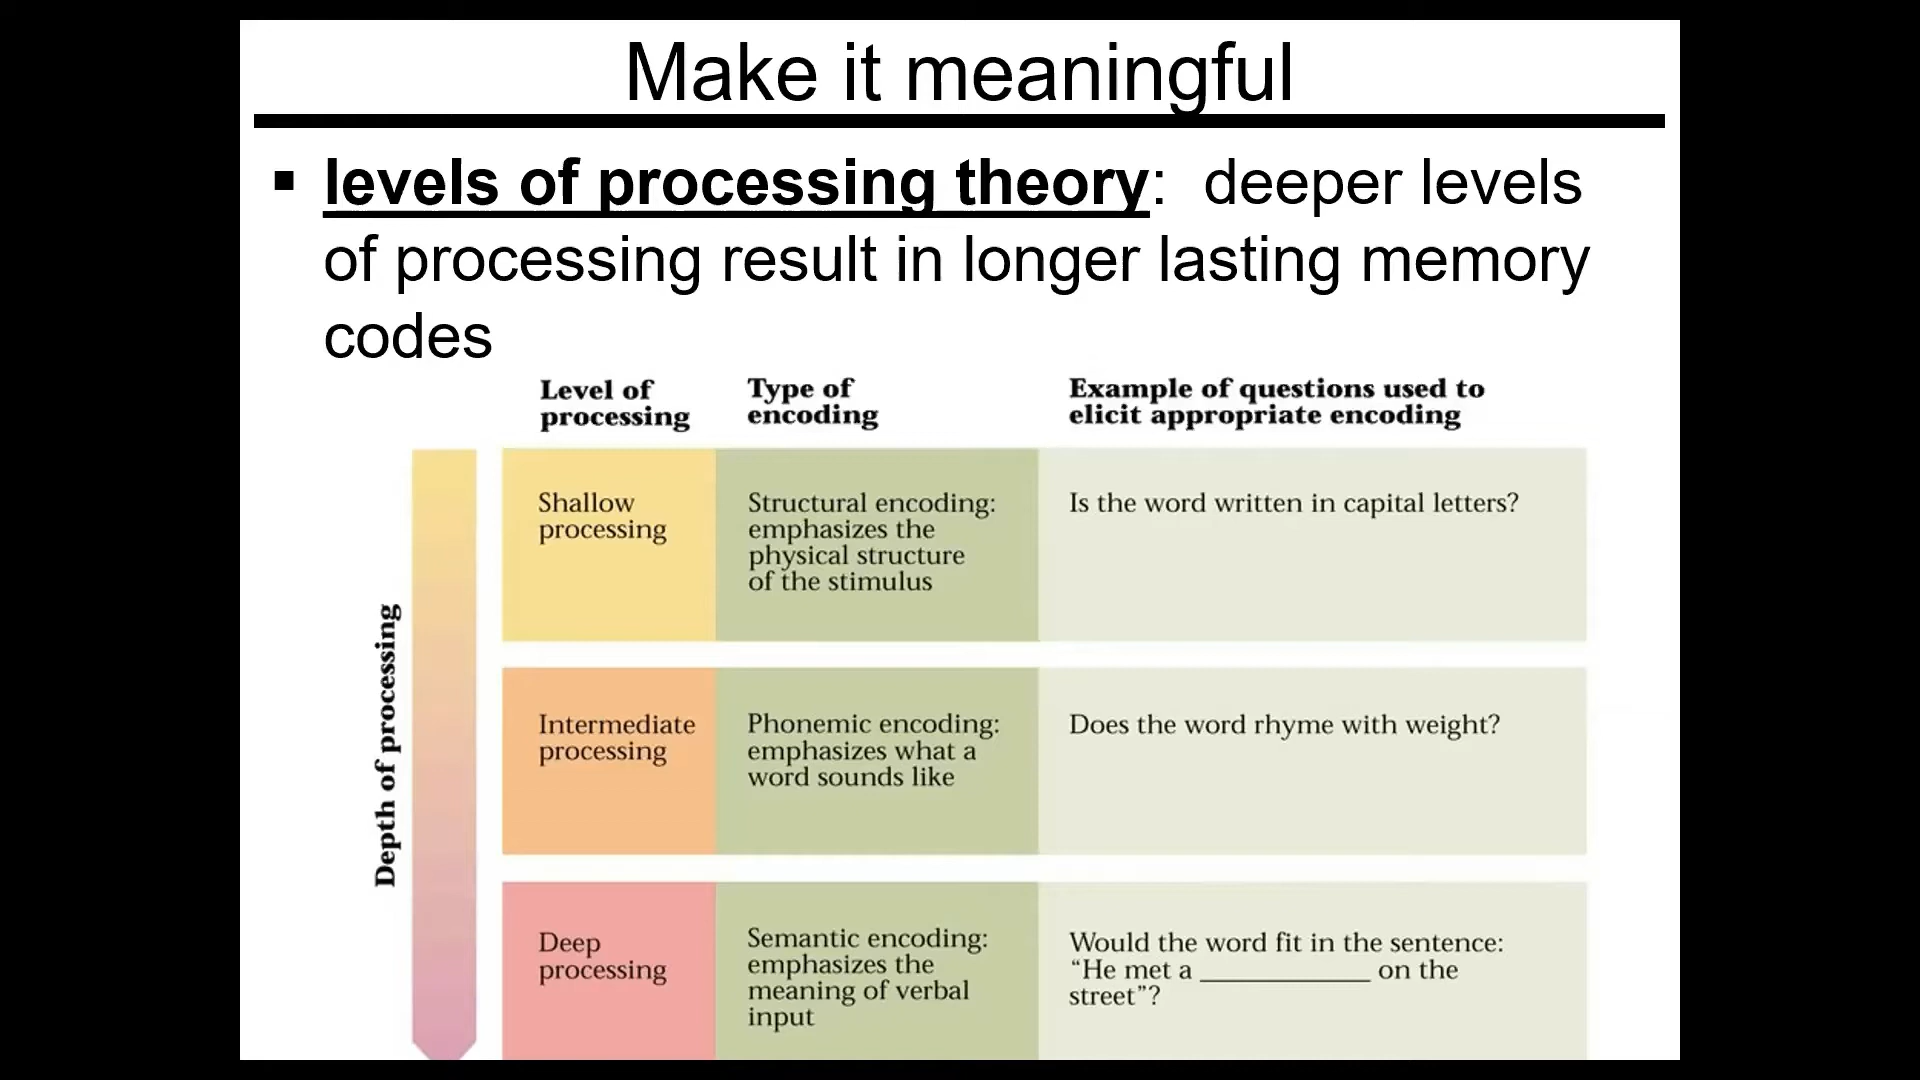 Make it meaningful
▪ levels of processing theory: deeper levels
of processing result in longer lasting memory
codes
Level of
processing
Type of
encoding
Example of questions used to
elicit appropriate encoding
Depth of processing
Shallow
processing
Structural encoding:
emphasizes the
physical structure
of the stimulus
Is the word written in capital letters?
Intermediate
processing
Phonemic encoding:
emphasizes what a
word sounds like
Does the word rhyme with weight?
Deep
processing
Semantic encoding:
emphasizes the
meaning of verbal
input
Would the word fit in the sentence:
“He met a ____________ on the
street”?